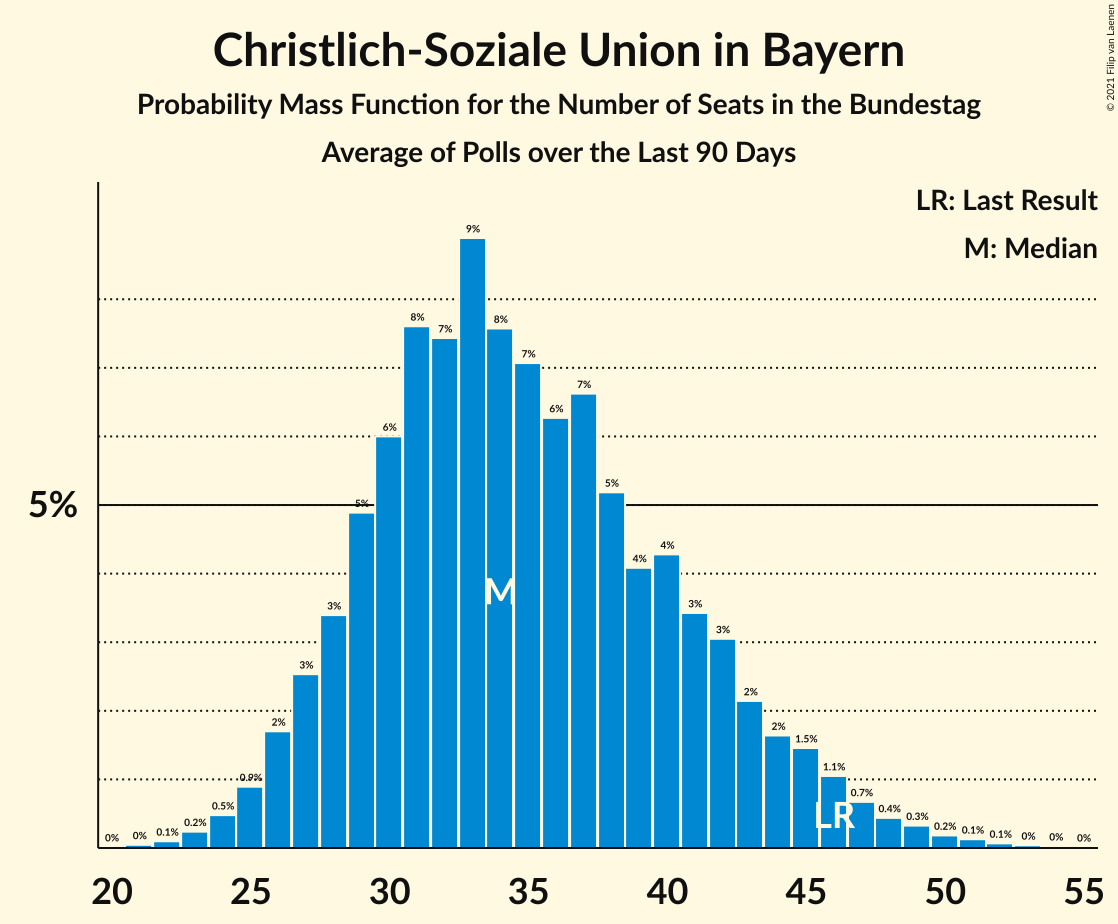 Christlich-Soziale Union in Bayern
Probability Mass Function for the Number of Seats in the Bundestag
Average of Polls over the Last 90 Days
© 2021 Filip van Laenen
LR: Last Result
M: Median
5%
0% 0% 0.1% 0.2% 0.5% 0.9% 2% 3% 3% 5% 6% 8% 7% 9% 8% 7% 6% 7% 5% 4% 4% 3% 3% 2% 2% 1.5% 1.1% 0.7% 0.4% 0.3% 0.2% 0.1% 0.1% 0% 0% 0%
M
LR
20 25 30 35 40 45 50 55